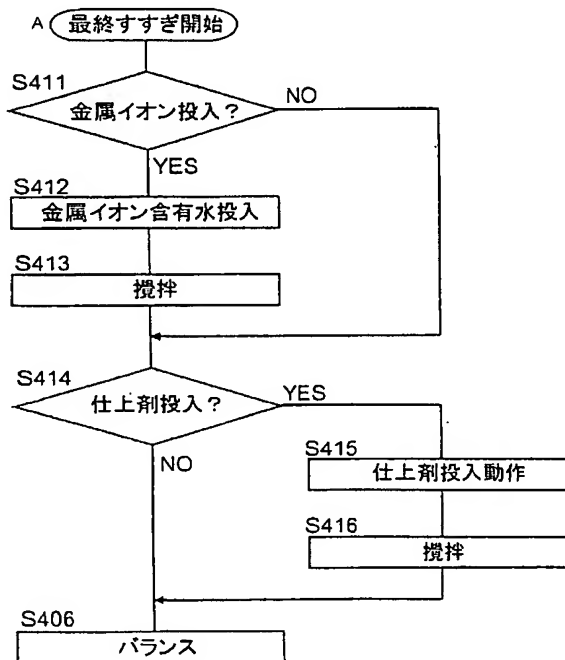 A 最終すすぎ開始
S411
金属イオン投入？
NO
YES
S412
金属イオン含有水投入
S413
攪拌
S414
仕上剤投入？
YES
NO
S415
仕上剤投入動作
S416
攪拌
S406
バランス